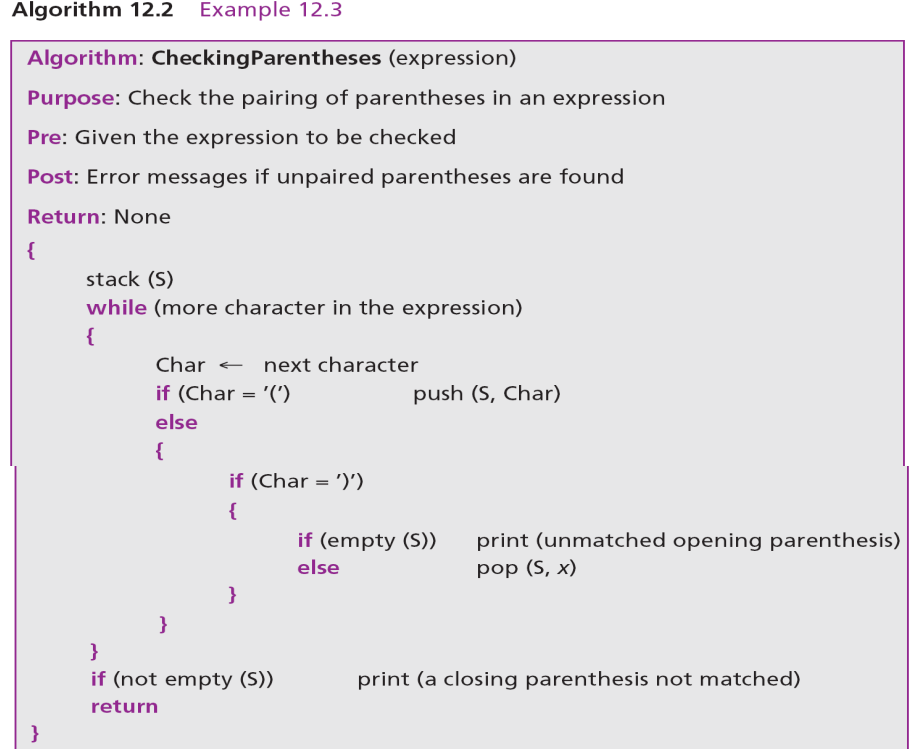 Algorithm 12.2 Example 12.3
Algorithm: CheckingParentheses (expression)
Purpose: Check the pairing of parentheses in an expression
Pre: Given the expression to be checked
Post: Error messages if unpaired parentheses are found
Return: None
{
stack (S)
while (more character in the expression)
{
Char ← next character
if (Char = '(') push (S, Char)
else
{
if (Char = ')')
{
if (empty (S)) print (unmatched opening parenthesis)
else pop (S, x)
}
}
}
if (not empty (S)) print (a closing parenthesis not matched)
return
}